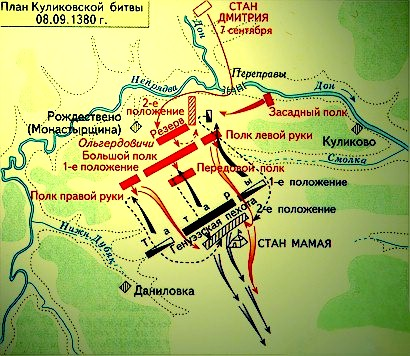 План Куликовской битвы
08.09.1380 г.
СТАН
ДМИТРИЯ
7 сентября
Дон
Непрядва
Переправы
Дон
2-е
положение
Резерв
Засадный полк
Рождествено
(Монастырщина)
Ольгердовичи
Полк левой руки
Куликово
Большой полк
1-е положение
Смолка
Передовой полк
Полк правой руки
1-е положение
Татары
2-е положение
Генуэзская пехота
Нижн. Дубяк
СТАН МАМАЯ
Даниловка